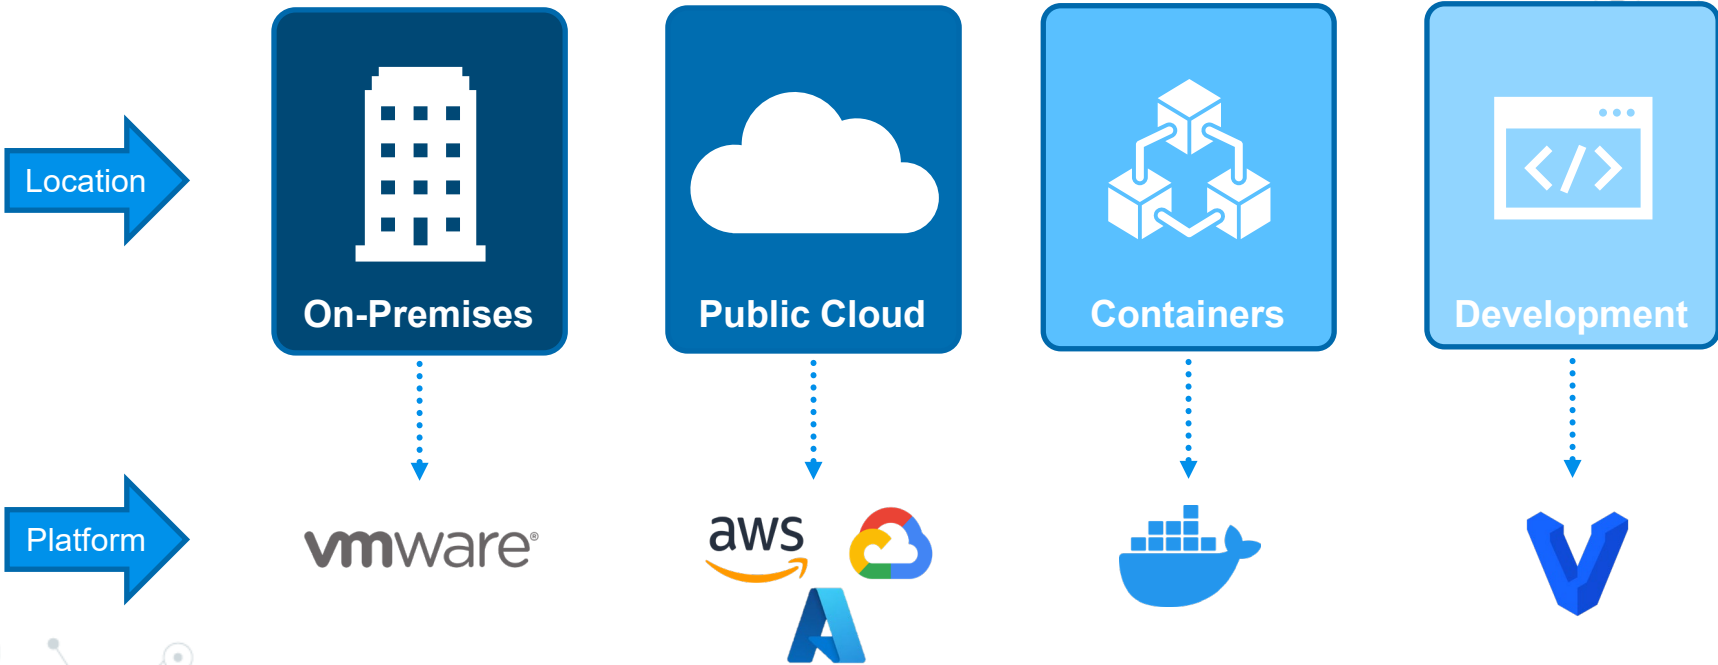 Location
On-Premises
Public Cloud
Containers
</>
Development
Platform
vmware®
aws